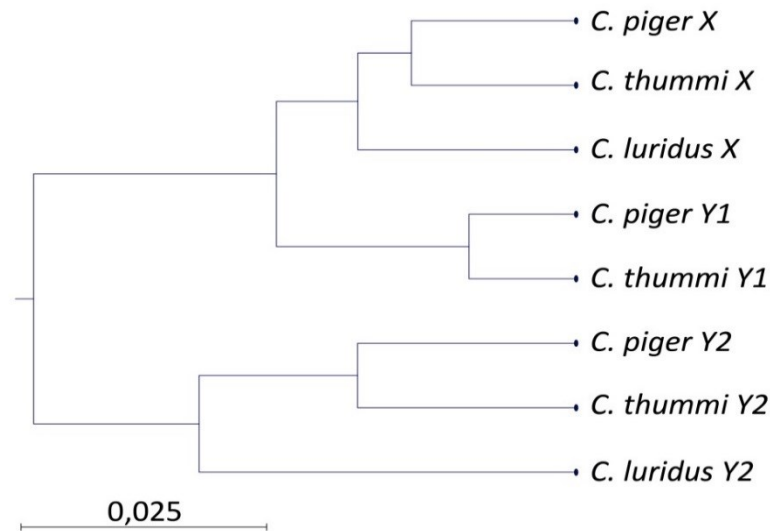 C. piger X
C. thummi X
C. luridus X
C. piger Y1
C. thummi Y1
C. piger Y2
C. thummi Y2
C. luridus Y2
0,025